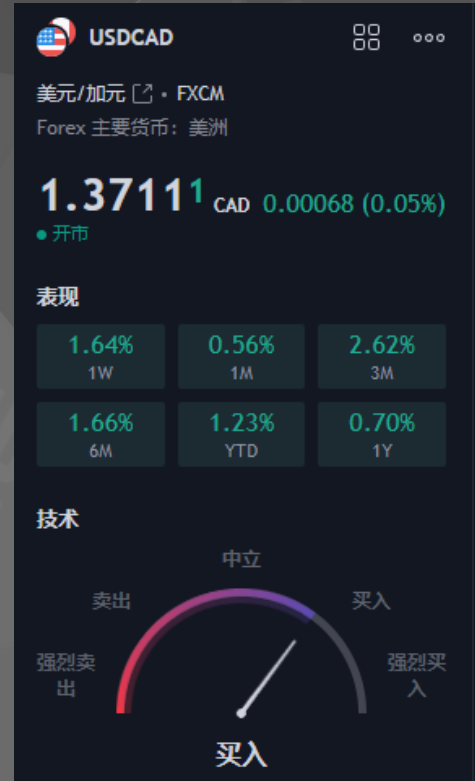 USDCAD
美元/加元 • FXCM
Forex 主要货币：美洲
1.37111 CAD 0.00068 (0.05%)
开市
表现
1.64% 0.56% 2.62%
1W 1M 3M
1.66% 1.23% 0.70%
6M YTD 1Y
技术
中立
卖出 买入
强烈卖出 强烈买入
买入